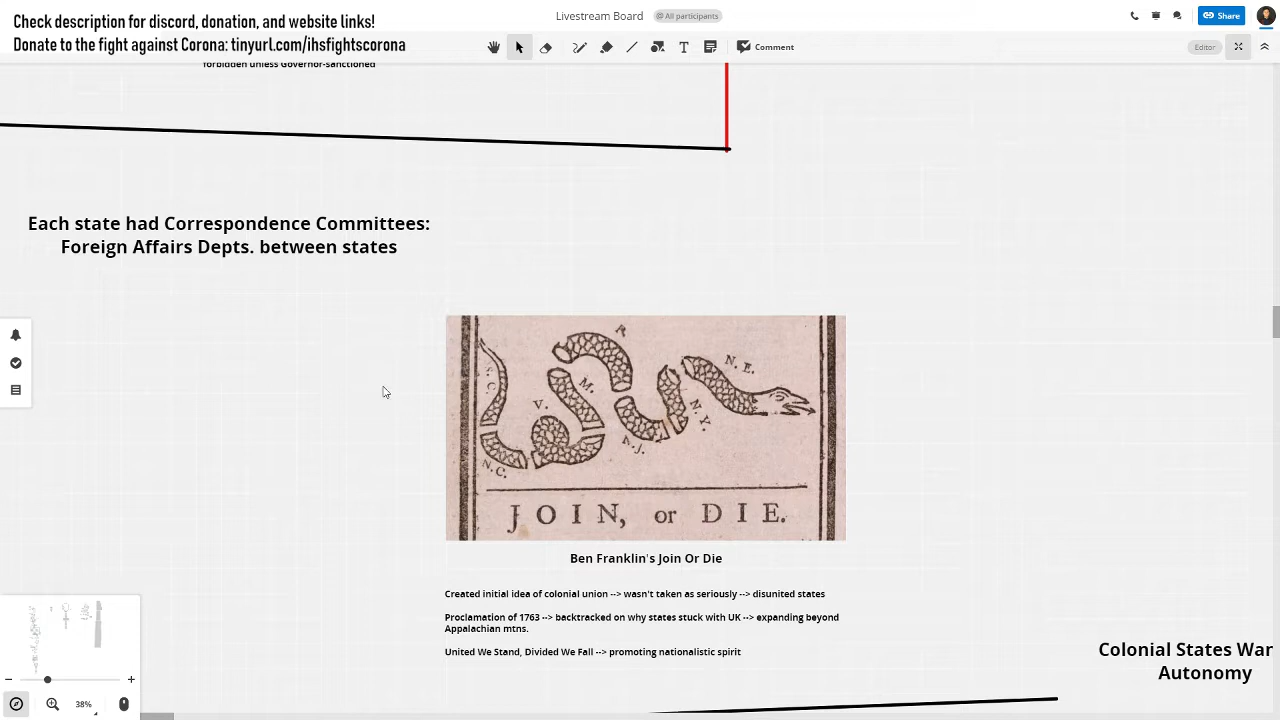 Check description for discord, donation, and website links!
Donate to the fight against Corona: tinyurl.com/ihsfightscorona
Livestream Board
@ All participants
Share
Comment
Editor
forbidden unless Governor-sanctioned
Each state had Correspondence Committees:
Foreign Affairs Depts. between states
R
S.C.
M.
N.E.
V.
N.Y.
N.J.
N.C.
JOIN, or DIE.
Ben Franklin's Join Or Die
Created initial idea of colonial union --> wasn't taken as seriously --> disunited states
Proclamation of 1763 --> backtracked on why states stuck with UK --> expanding beyond
Appalachian mtns.
United We Stand, Divided We Fall --> promoting nationalistic spirit
Colonial States War
Autonomy
38%